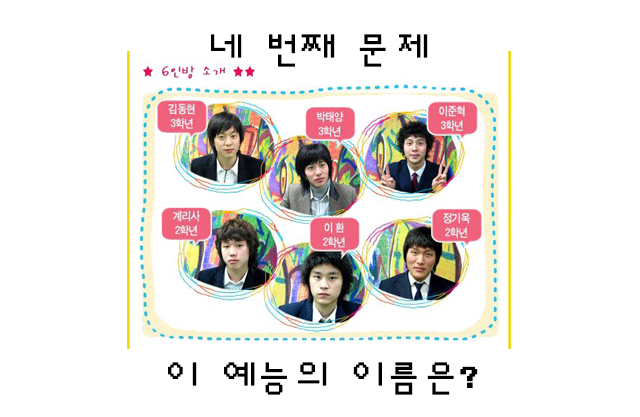 네 번째 문제
★ 6인방 소개 ★★
김동현
3학년
박태양
3학년
이준혁
3학년
계리사
2학년
이 환
2학년
정기욱
2학년
이 예능의 이름은?